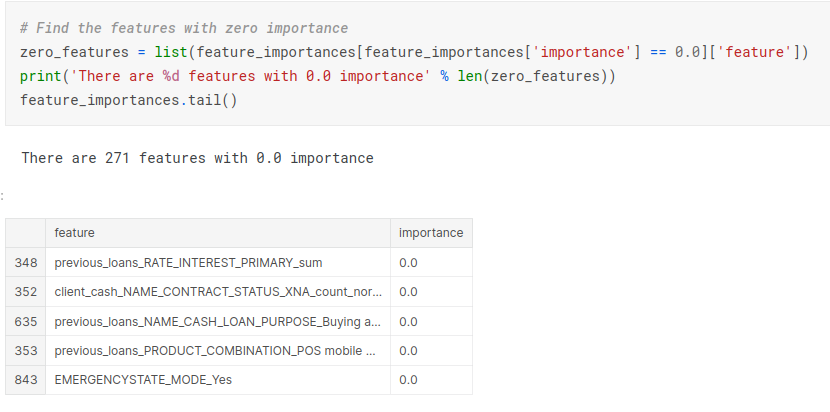 # Find the features with zero importance
zero_features = list(feature_importances[feature_importances['importance'] == 0.0]['feature'])
print('There are %d features with 0.0 importance' % len(zero_features))
feature_importances.tail()
There are 271 features with 0.0 importance
:
feature importance
348 previous_loans_RATE_INTEREST_PRIMARY_sum 0.0
352 client_cash_NAME_CONTRACT_STATUS_XNA_count_nor... 0.0
635 previous_loans_NAME_CASH_LOAN_PURPOSE_Buying a... 0.0
353 previous_loans_PRODUCT_COMBINATION_POS mobile ... 0.0
843 EMERGENCYSTATE_MODE_Yes 0.0